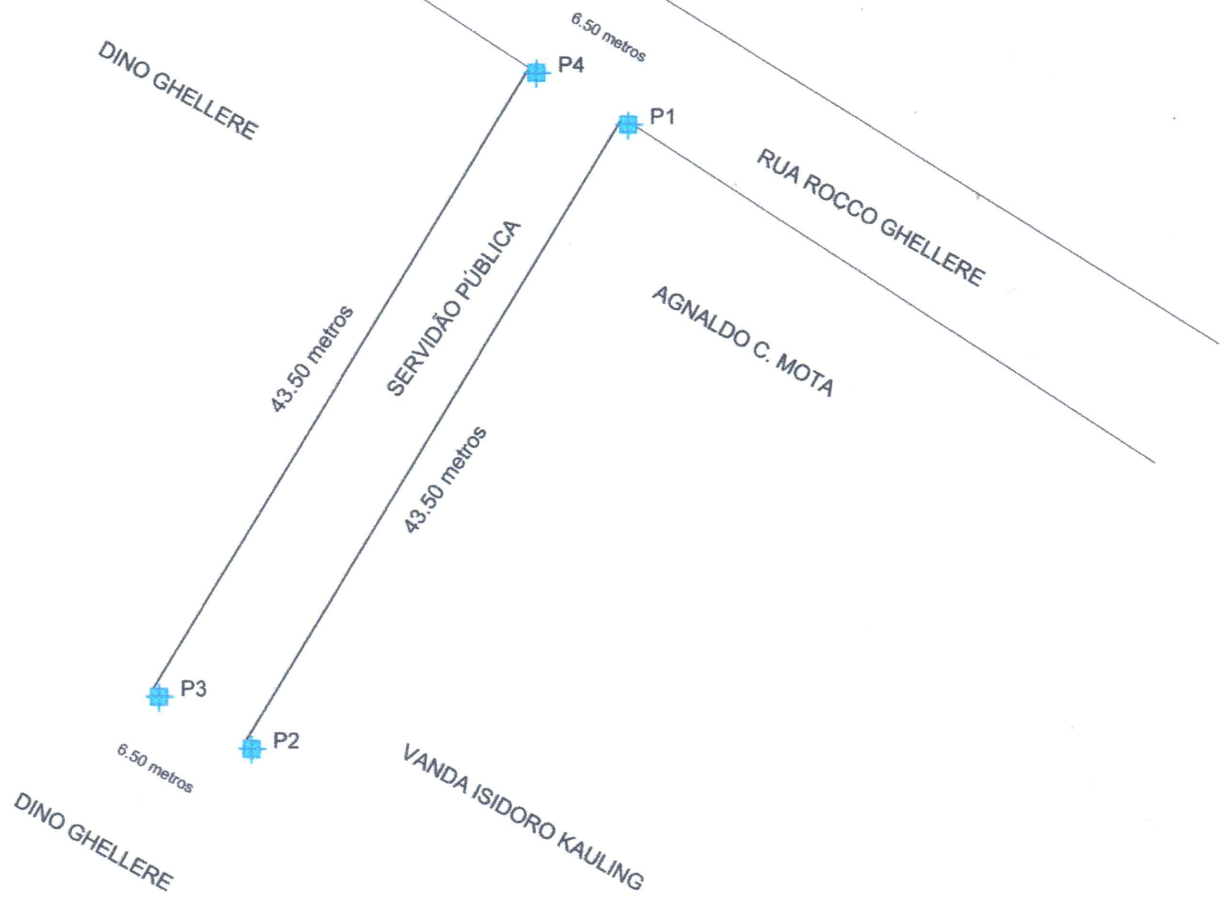 6.50 metros
DINO GHELLERE
P4
P1
RUA ROCCO GHELLERE
SERVIDÃO PÚBLICA
AGNALDO C. MOTA
43.50 metros
43.50 metros
P3
P2
6.50 metros
VANDA ISIDORO KAULING
DINO GHELLERE